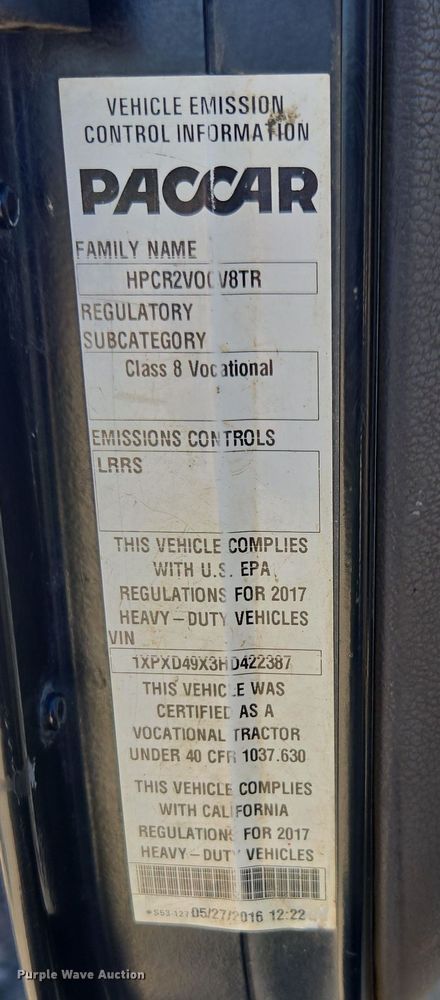 VEHICLE EMISSION
CONTROL INFORMATION
PACCAR
FAMILY NAME
HPCR2VOCV8TR
REGULATORY
SUBCATEGORY
Class 8 Vocational
EMISSIONS CONTROLS
LRRS
THIS VEHICLE COMPLIES
WITH U.S. EPA
REGULATIONS FOR 2017
HEAVY-DUTY VEHICLES
VIN
1XPXD49X3HD422387
THIS VEHICLE WAS
CERTIFIED AS A
VOCATIONAL TRACTOR
UNDER 40 CFR 1037.630
THIS VEHICLE COMPLIES
WITH CALIFORNIA
REGULATIONS FOR 2017
HEAVY-DUTY VEHICLES
*S53-127 05/27/2016 12:22
Purple Wave Auction